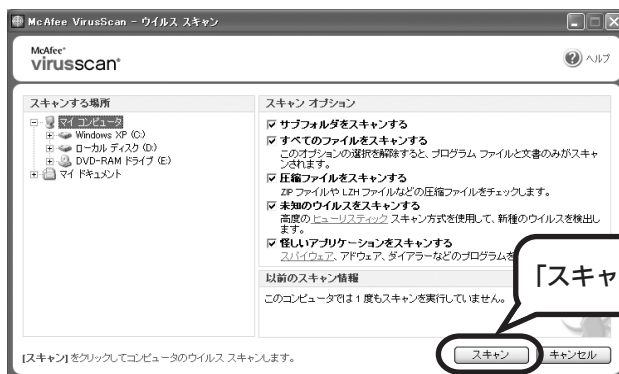 McAfee VirusScan - ウイルス スキャン
McAfee®
virusscan®
ヘルプ
スキャンする場所
マイ コンピュータ
Windows XP (C:)
ローカル ディスク (D:)
DVD-RAM ドライブ (E:)
マイ ドキュメント
スキャン オプション
サブフォルダをスキャンする
すべてのファイルをスキャンする
このオプションの選択を解除すると、プログラム ファイルと文書のみがスキャ
ンされます。
圧縮ファイルをスキャンする
ZIP ファイルや LZH ファイルなどの圧縮ファイルをチェックします。
未知のウイルスをスキャンする
高度の ヒューリスティック スキャン方式を使用して、新種のウイルスを検出し
ます。
怪しいアプリケーションをスキャンする
スパイウェア、アドウェア、ダイアラーなどのプログラムを
以前のスキャン情報
このコンピュータでは 1 度もスキャンを実行していません。
「スキャ
[スキャン] をクリックしてコンピュータのウイルス スキャンします。
スキャン
キャンセル